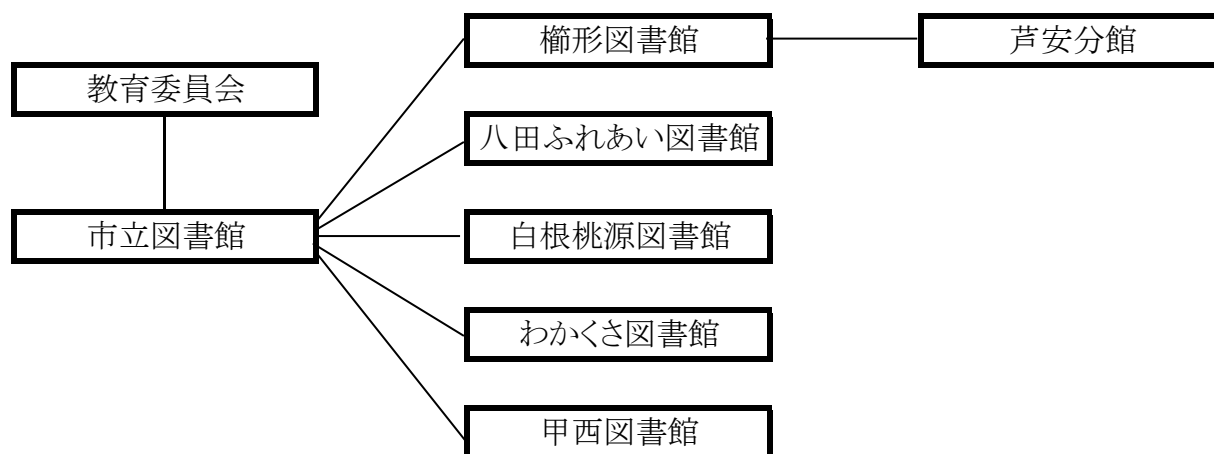 櫛形図書館
芦安分館
教育委員会
八田ふれあい図書館
市立図書館
白根桃源図書館
わかくさ図書館
甲西図書館